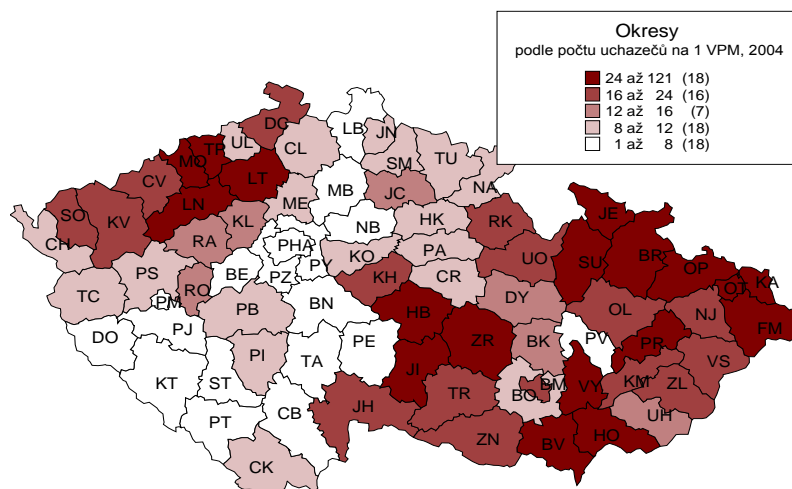 Okresy
podle počtu uchazečů na 1 VPM, 2004
24 až 121 (18)
16 až 24 (16)
12 až 16 (7)
8 až 12 (18)
1 až 8 (18)
DC
LB
JN
UL
TP
MO
CL
SM
TU
LT
CV
MB
JC
NA
LN
ME
SO
KV
KL
NB
HK
RK
JE
CH
RA
PHA
KO
PA
UO
SU
BR
OP
KA
OT
PS
BE
PZ
PY
KH
CR
TC
RO
PM
PB
BN
DY
OL
NJ
FM
DO
PJ
HB
ZR
BK
PV
PR
VS
PI
TA
PE
JI
KT
ST
TR
BO
BM
VY
KM
ZL
PT
CB
JH
ZN
BV
HO
UH
CK